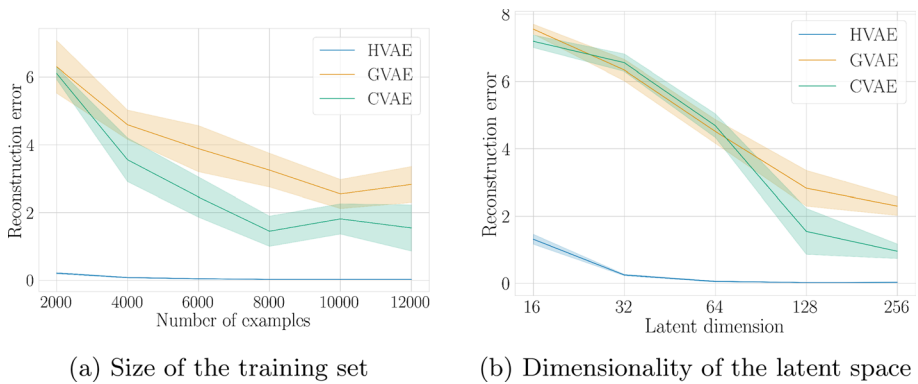 HVAE
GVAE
CVAE
Reconstruction error
6
4
2
0
2000 4000 6000 8000 10000 12000
Number of examples
(a) Size of the training set
HVAE
GVAE
CVAE
Reconstruction error
8
6
4
2
0
16 32 64 128 256
Latent dimension
(b) Dimensionality of the latent space